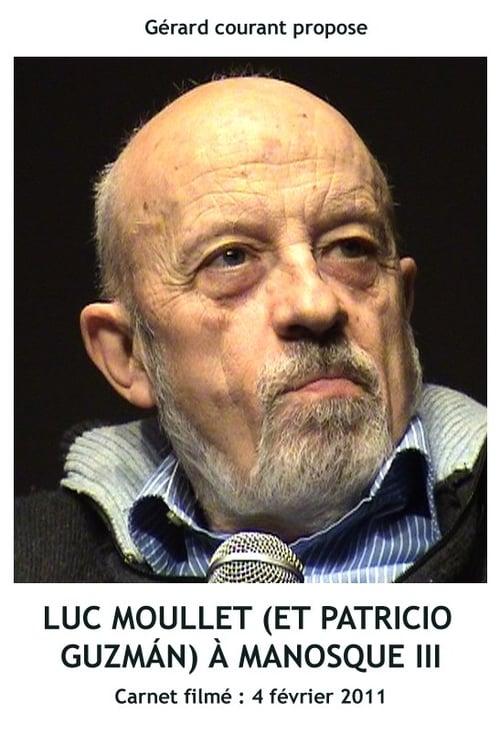 Gérard courant propose
LUC MOULLET (ET PATRICIO
GUZMÁN) À MANOSQUE III
Carnet filmé : 4 février 2011